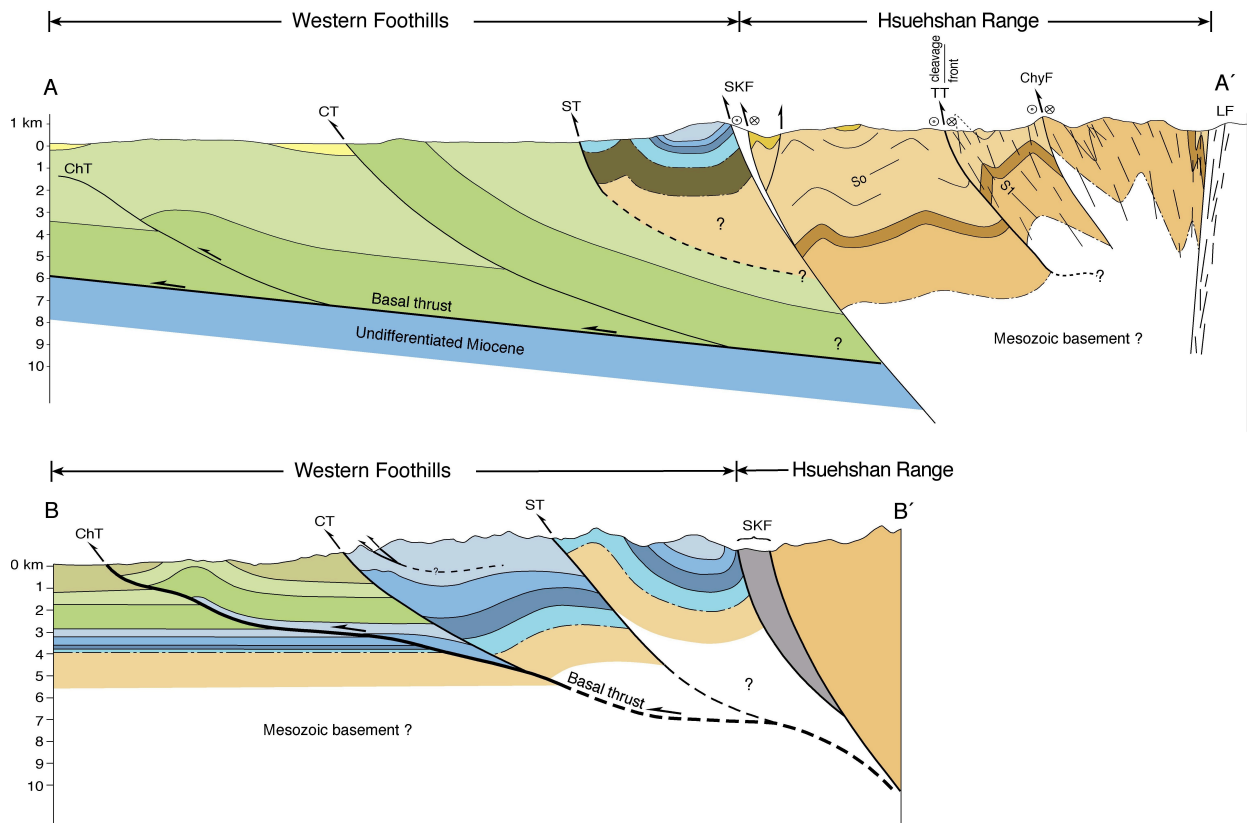 Western Foothills
Hsuehshan Range
A
CT
ST
SKF
cleavage
front
TT
ChyF
A´
LF
1 km
0
1
2
3
4
5
6
7
8
9
10
ChT
So
S1
?
?
?
?
Basal thrust
Undifferentiated Miocene
Mesozoic basement ?
Western Foothills
Hsuehshan Range
B
ChT
CT
ST
SKF
B´
0 km
1
2
3
4
5
6
7
8
9
10
?
?
Basal thrust
Mesozoic basement ?